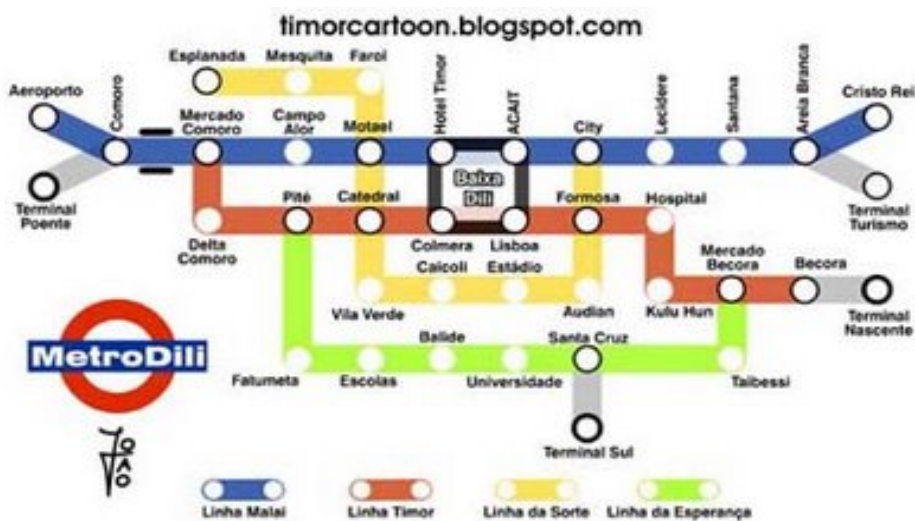 timorcartoon.blogspot.com
Esplanada
Mesquita
Farol
Aeroporto
Comoro
Mercado
Comoro
Campo
Alor
Motael
Hotel Timor
ACAIT
City
Lecidere
Santana
Areia Branca
Cristo Rei
Terminal
Poente
Pité
Catedral
Baixa
Dili
Formosa
Hospital
Terminal
Turismo
Delta
Comoro
Colmera
Lisboa
Caicoli
Estádio
Mercado
Becora
Becora
Vila Verde
Audian
Kulu Hun
Terminal
Nascente
MetroDili
Balide
Santa Cruz
Fatumeta
Escolas
Universidade
Taibessi
Terminal Sul
Linha Malai
Linha Timor
Linha da Sorte
Linha da Esperança